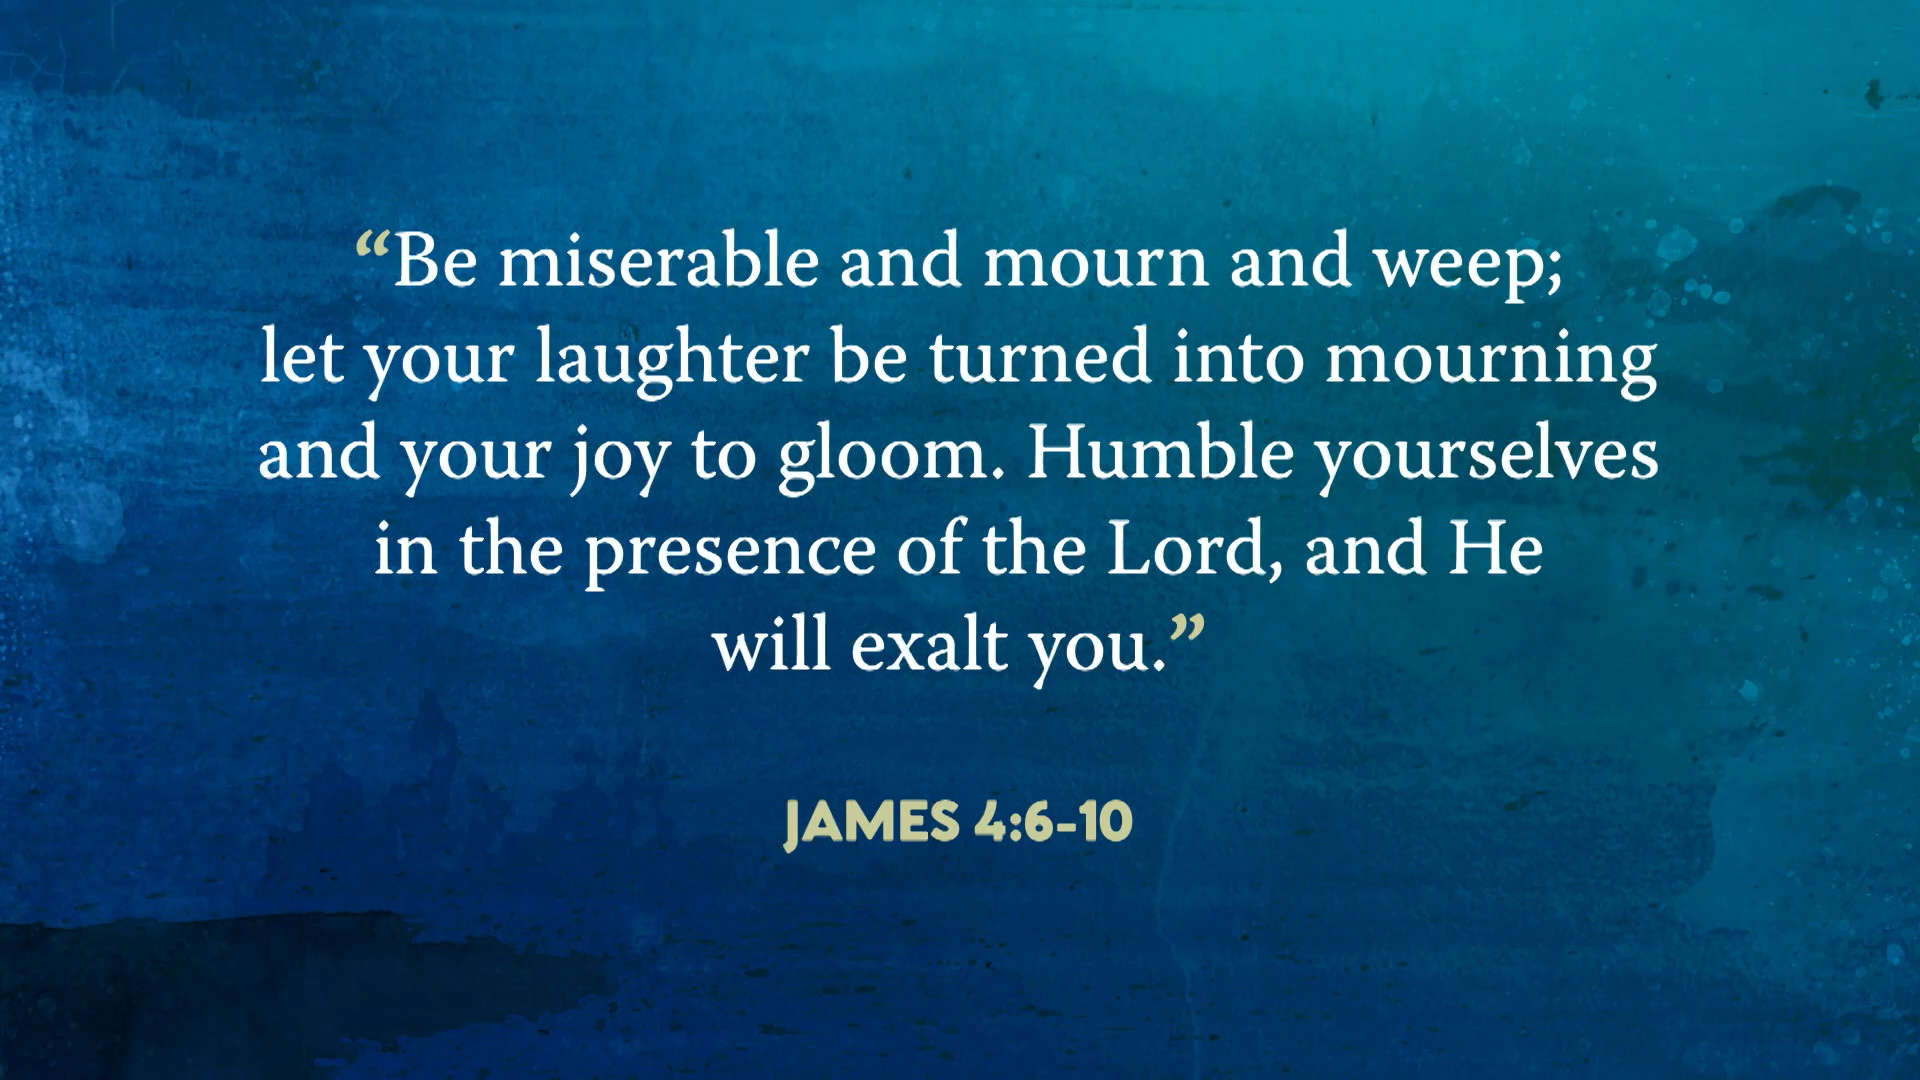 “Be miserable and mourn and weep;
let your laughter be turned into mourning
and your joy to gloom. Humble yourselves
in the presence of the Lord, and He
will exalt you.”
JAMES 4:6-10